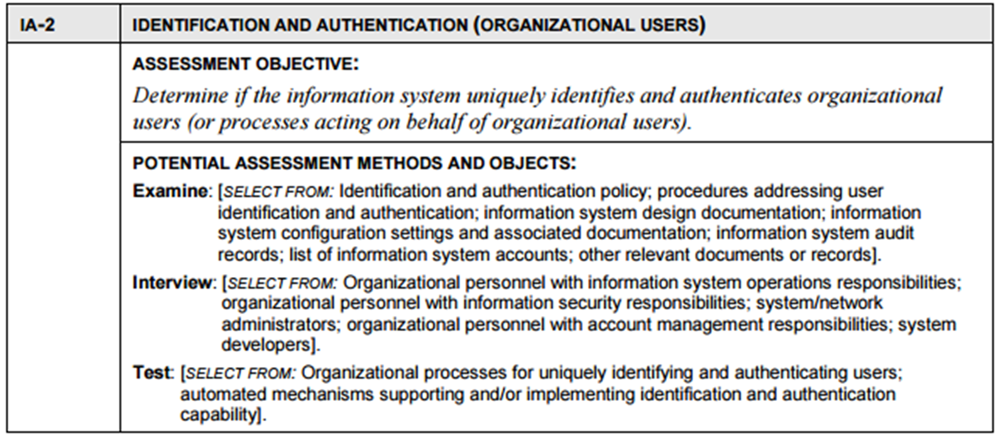 IA-2
IDENTIFICATION AND AUTHENTICATION (ORGANIZATIONAL USERS)
ASSESSMENT OBJECTIVE:
Determine if the information system uniquely identifies and authenticates organizational
users (or processes acting on behalf of organizational users).
POTENTIAL ASSESSMENT METHODS AND OBJECTS:
Examine: [SELECT FROM: Identification and authentication policy; procedures addressing user
identification and authentication; information system design documentation; information
system configuration settings and associated documentation; information system audit
records; list of information system accounts; other relevant documents or records].
Interview: [SELECT FROM: Organizational personnel with information system operations responsibilities;
organizational personnel with information security responsibilities; system/network
administrators; organizational personnel with account management responsibilities; system
developers].
Test: [SELECT FROM: Organizational processes for uniquely identifying and authenticating users;
automated mechanisms supporting and/or implementing identification and authentication
capability].